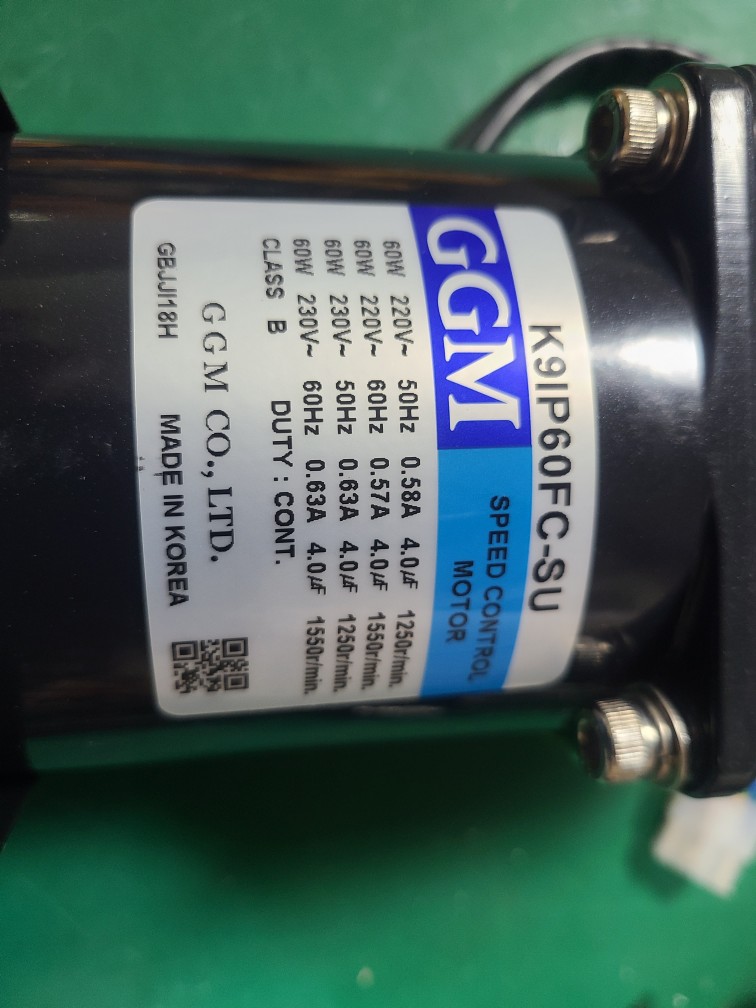 K9IP60FC-SU
GGM
SPEED CONTROL
MOTOR
60W 220V~ 50Hz 0.58A 4.0㎌ 1250r/min.
60W 220V~ 60Hz 0.57A 4.0㎌ 1550r/min.
60W 230V~ 50Hz 0.63A 4.0㎌ 1250r/min.
60W 230V~ 60Hz 0.63A 4.0㎌ 1550r/min.
CLASS B DUTY : CONT.
GGM CO., LTD.
GBJJI18H MADE IN KOREA